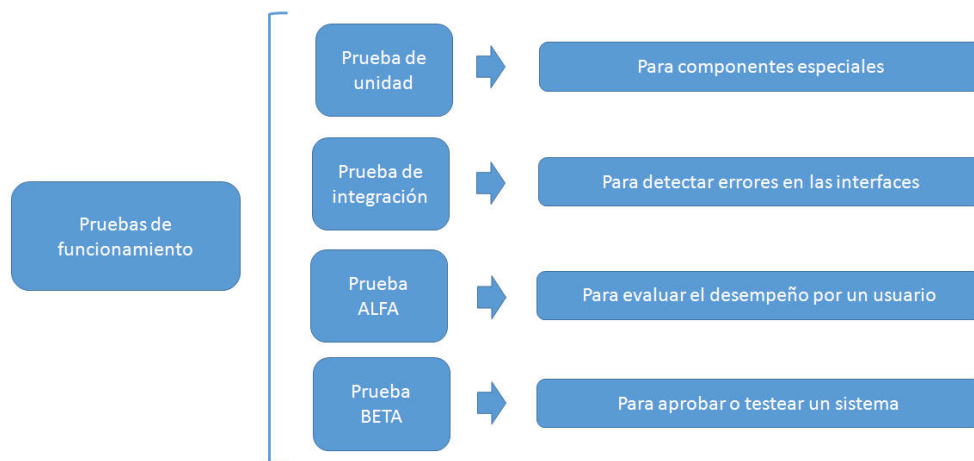 Prueba de
unidad
Para componentes especiales
Prueba de
integración
Para detectar errores en las interfaces
Pruebas de
funcionamiento
Prueba
ALFA
Para evaluar el desempeño por un usuario
Prueba
BETA
Para aprobar o testear un sistema